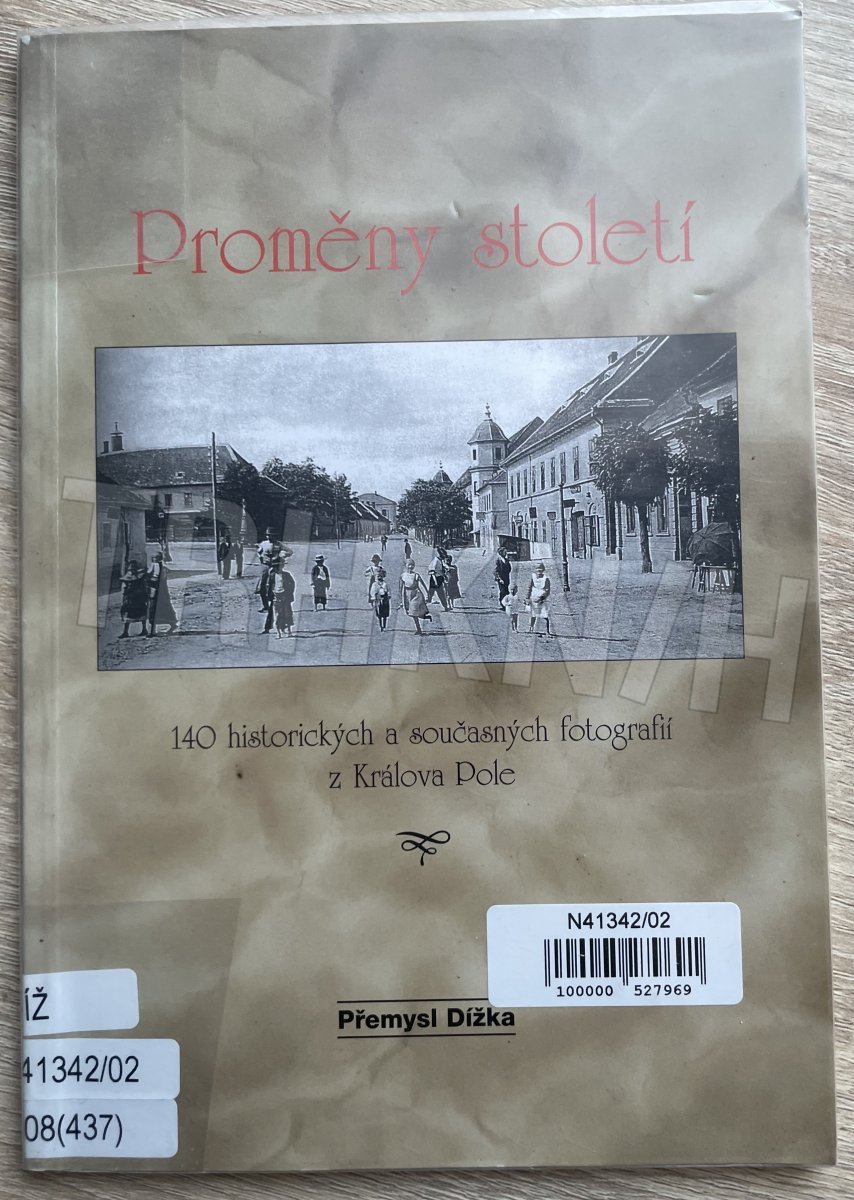 Proměny století
TRHKNIH
140 historických a současných fotografií
z Králova Pole
N41342/02
100000 527969
Přemysl Dížka
ÍŽ
41342/02
08(437)